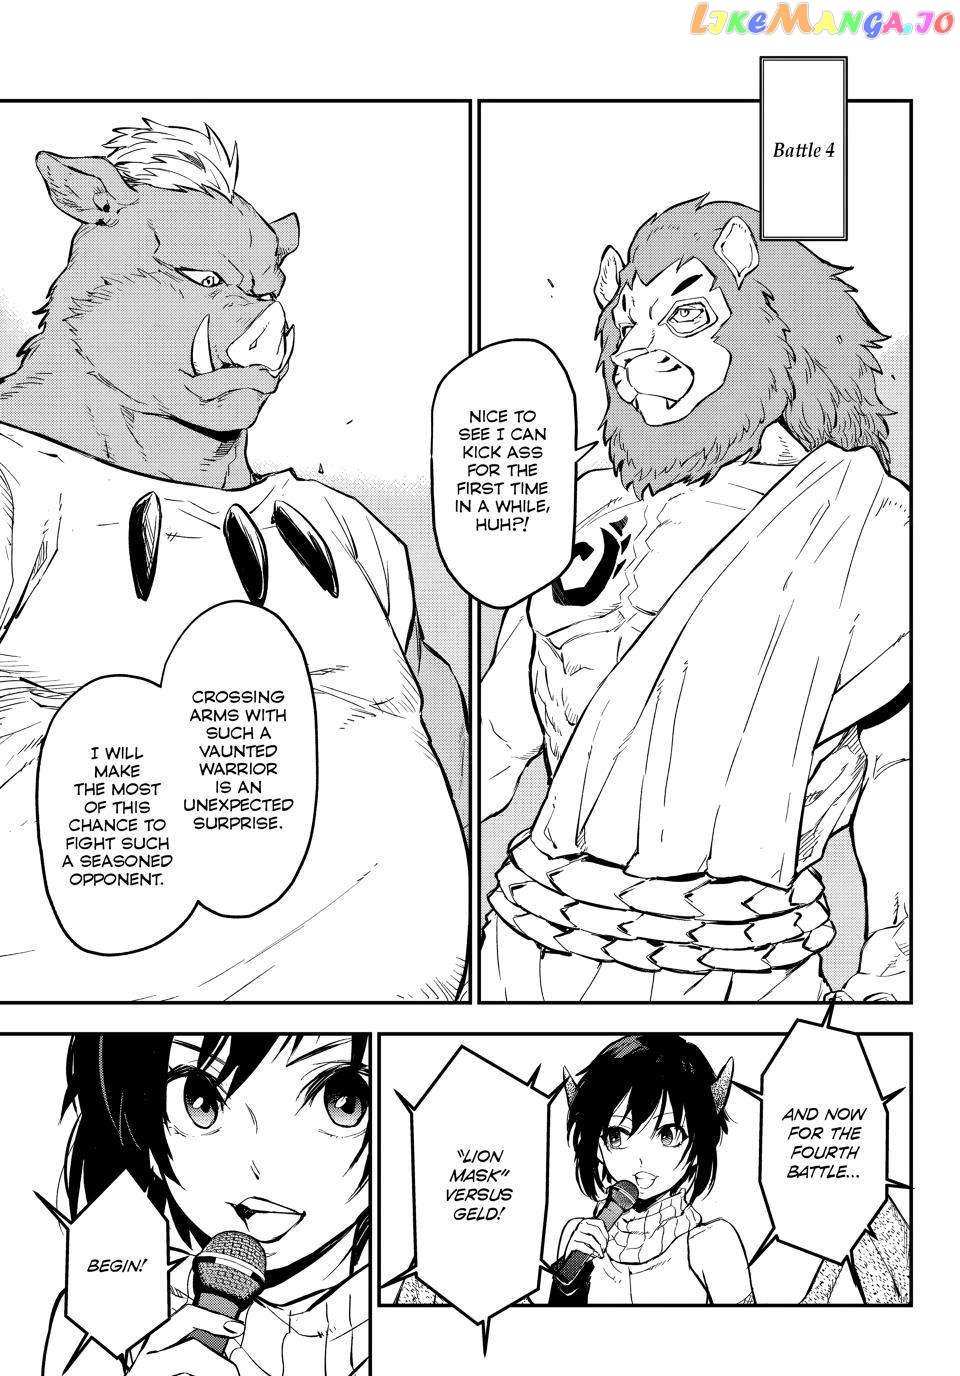 LIKEMANGA.IO
Battle 4
NICE TO
SEE I CAN
KICK ASS
FOR THE
FIRST TIME
IN A WHILE,
HUH?!
CROSSING
ARMS WITH
SUCH A
VAUNTED
WARRIOR
IS AN
UNEXPECTED
SURPRISE.
I WILL
MAKE
THE MOST
OF THIS
CHANCE TO
FIGHT SUCH
A SEASONED
OPPONENT.
AND NOW
FOR THE
FOURTH
BATTLE...
"LION
MASK"
VERSUS
GELD!
BEGIN!